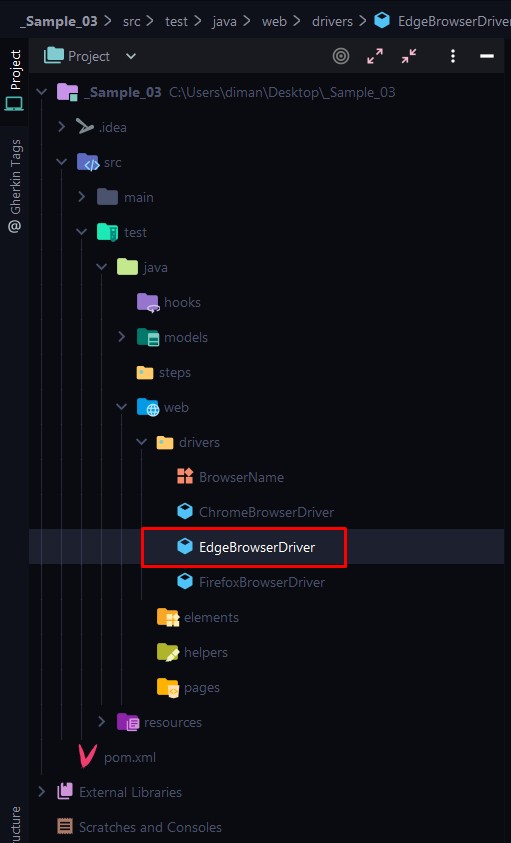 _Sample_03 > src > test > java > web > drivers > EdgeBrowserDriver
Project
Project
_Sample_03 C:\Users\diman\Desktop\_Sample_03
.idea
Gherkin Tags
src
main
test
java
hooks
models
steps
web
drivers
BrowserName
ChromeBrowserDriver
EdgeBrowserDriver
FirefoxBrowserDriver
elements
helpers
pages
resources
pom.xml
External Libraries
Scratches and Consoles